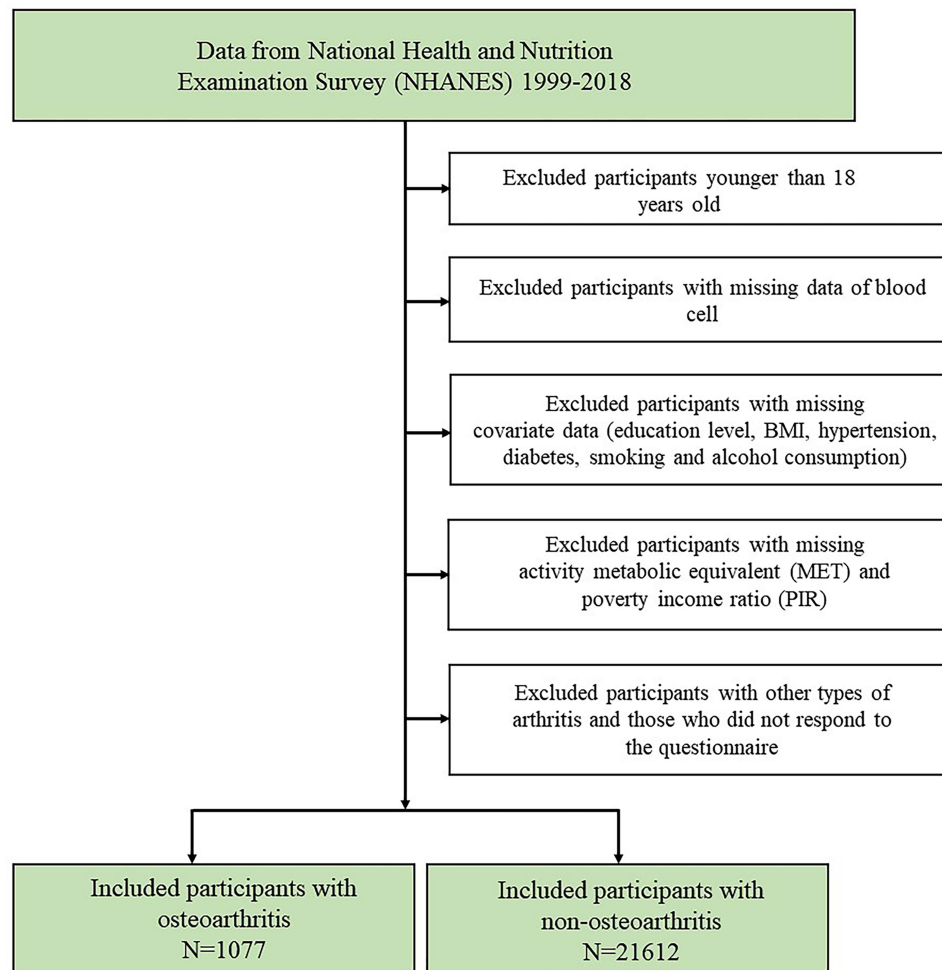 Data from National Health and Nutrition
Examination Survey (NHANES) 1999-2018
Excluded participants younger than 18
years old
Excluded participants with missing data of blood
cell
Excluded participants with missing
covariate data (education level, BMI, hypertension,
diabetes, smoking and alcohol consumption)
Excluded participants with missing
activity metabolic equivalent (MET) and
poverty income ratio (PIR)
Excluded participants with other types of
arthritis and those who did not respond to
the questionnaire
Included participants with
osteoarthritis
N=1077
Included participants with
non-osteoarthritis
N=21612